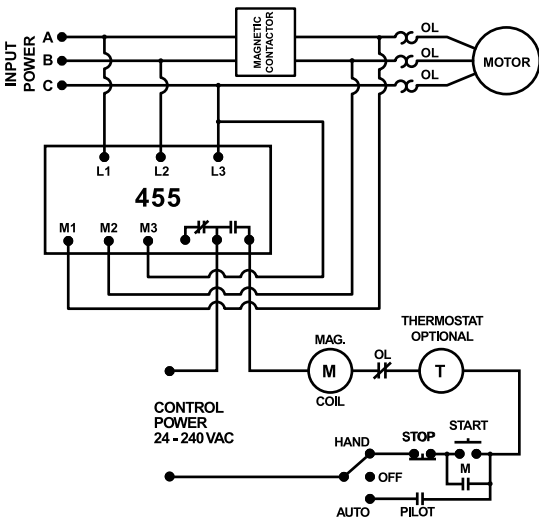 INPUT
POWER
A
B
C
MAGNETIC
CONTACTOR
OL
OL
OL
MOTOR
L1 L2 L3
455
M1 M2 M3
MAG.
M
COIL
OL
THERMOSTAT
OPTIONAL
T
CONTROL
POWER
24 - 240 VAC
HAND
STOP
START
M
OFF
AUTO
PILOT